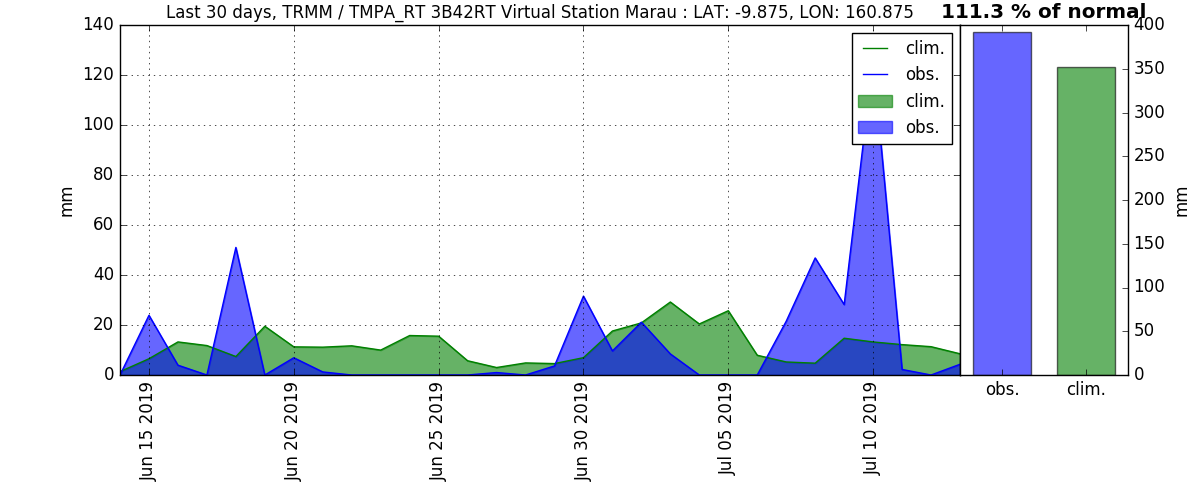 Last 30 days, TRMM / TMPA_RT 3B42RT Virtual Station Marau : LAT: -9.875, LON: 160.875
111.3 % of normal
140
120
100
80
60
40
20
0
mm
clim.
obs.
clim.
obs.
Jun 15 2019
Jun 20 2019
Jun 25 2019
Jun 30 2019
Jul 05 2019
Jul 10 2019
400
350
300
250
200
150
100
50
0
mm
obs.
clim.